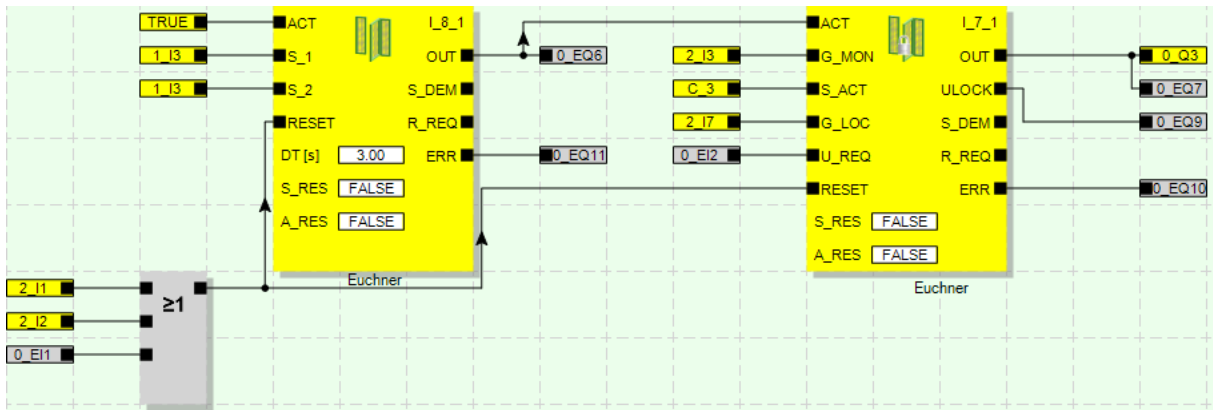 TRUE ACT I_8_1 ACT I_7_1
1_I3 S_1 OUT 0_EQ6 2_I3 G_MON OUT 0_Q3
1_I3 S_2 S_DEM C_3 S_ACT ULOCK 0_EQ7
RESET R_REQ 2_I7 G_LOC S_DEM 0_EQ9
DT [s] 3.00 ERR 0_EQ11 0_EI2 U_REQ R_REQ
S_RES FALSE RESET ERR 0_EQ10
A_RES FALSE S_RES FALSE
A_RES FALSE
Euchner Euchner
2_I1
≥1
2_I2
0_EI1